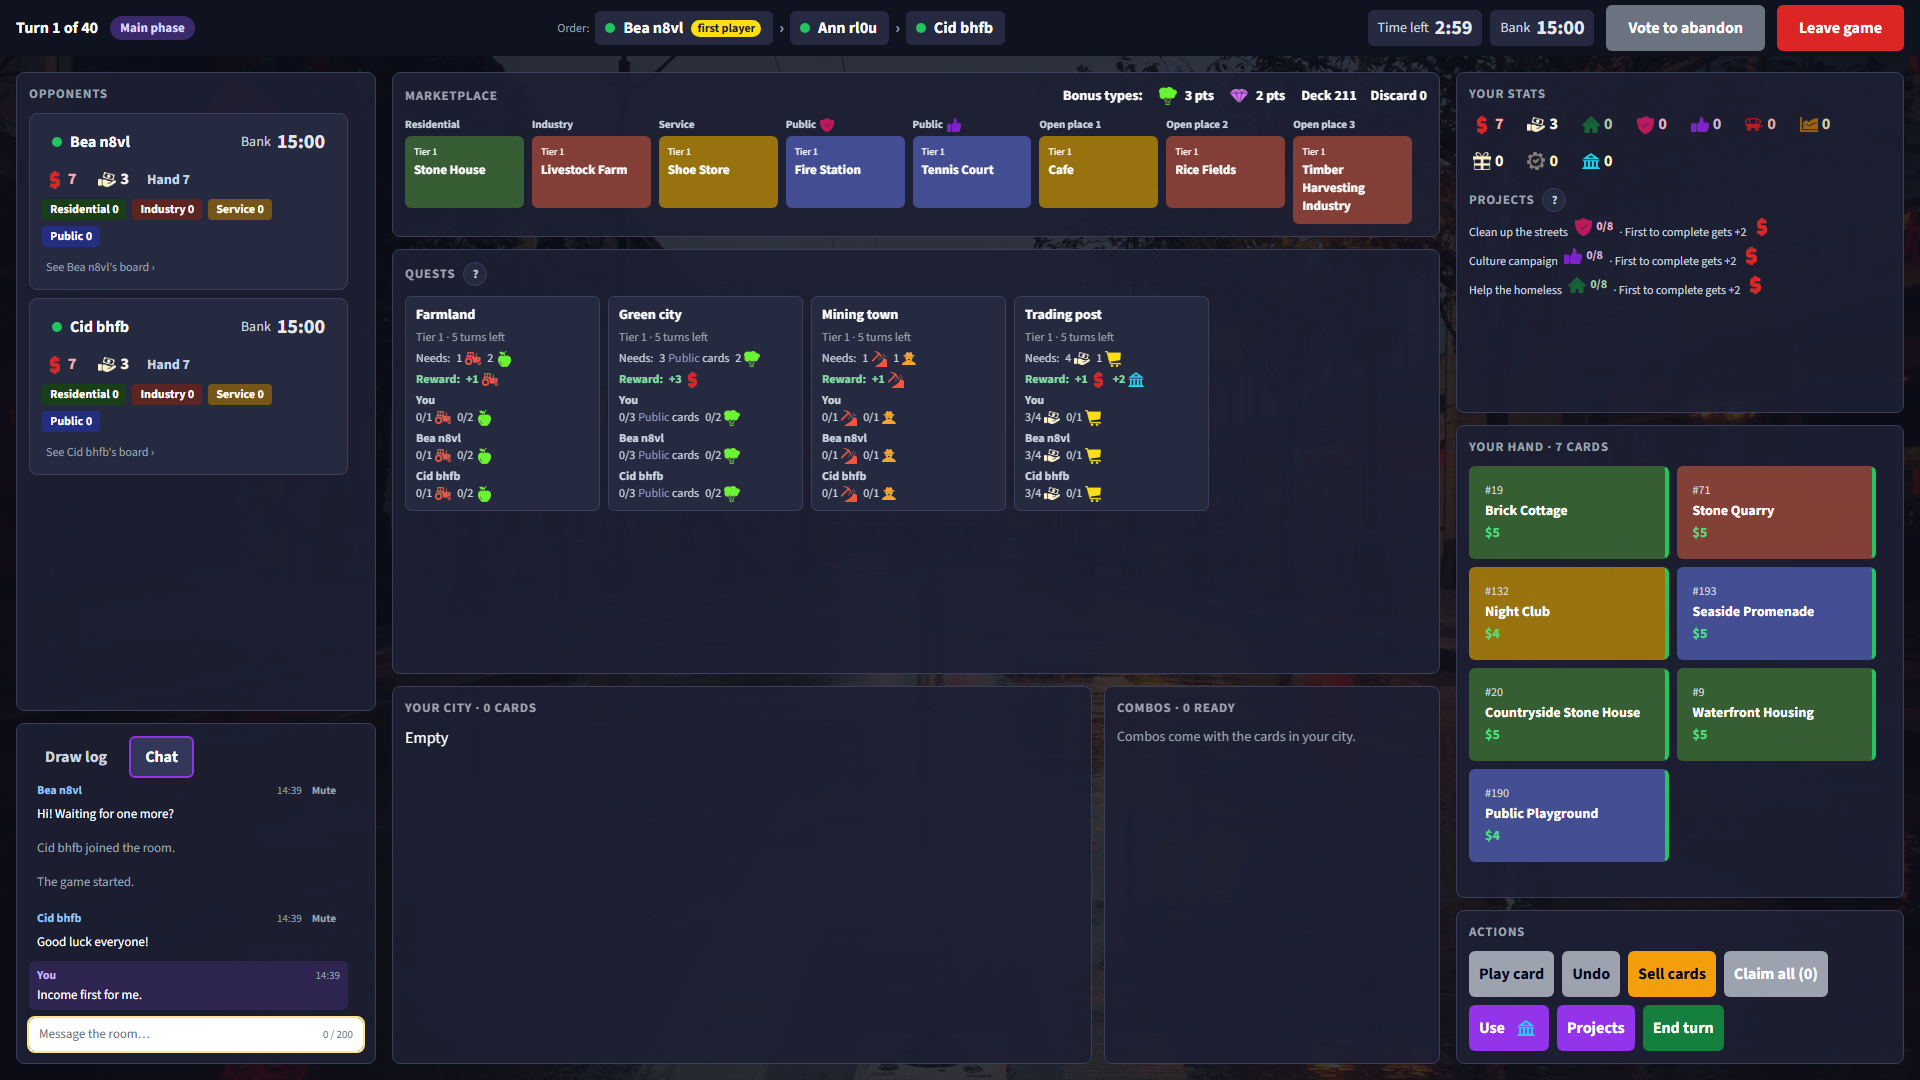 Turn 1 of 40 Main phase
Order: Bea n8vl first player › Ann rl0u › Cid bhfb
Time left 2:59 Bank 15:00 Vote to abandon Leave game
OPPONENTS
Bea n8vl Bank 15:00
7 3 Hand 7
Residential 0 Industry 0 Service 0
Public 0
See Bea n8vl's board ›
Cid bhfb Bank 15:00
7 3 Hand 7
Residential 0 Industry 0 Service 0
Public 0
See Cid bhfb's board ›
Draw log Chat
Bea n8vl 14:39 Mute
Hi! Waiting for one more?
Cid bhfb joined the room.
The game started.
Cid bhfb 14:39 Mute
Good luck everyone!
You 14:39
Income first for me.
Message the room… 0 / 200
MARKETPLACE
Bonus types: 3 pts 2 pts Deck 211 Discard 0
Residential Industry Service Public Public Open place 1 Open place 2 Open place 3
Tier 1 Tier 1 Tier 1 Tier 1 Tier 1 Tier 1 Tier 1 Tier 1
Stone House Livestock Farm Shoe Store Fire Station Tennis Court Cafe Rice Fields Timber
Harvesting
Industry
QUESTS ?
Farmland
Tier 1 · 5 turns left
Needs: 1 2
Reward: +1
You
0/1 0/2
Bea n8vl
0/1 0/2
Cid bhfb
0/1 0/2
Green city
Tier 1 · 5 turns left
Needs: 3 Public cards 2
Reward: +3
You
0/3 Public cards 0/2
Bea n8vl
0/3 Public cards 0/2
Cid bhfb
0/3 Public cards 0/2
Mining town
Tier 1 · 5 turns left
Needs: 1 1
Reward: +1
You
0/1 0/1
Bea n8vl
0/1 0/1
Cid bhfb
0/1 0/1
Trading post
Tier 1 · 5 turns left
Needs: 4 1
Reward: +1 +2
You
3/4 0/1
Bea n8vl
3/4 0/1
Cid bhfb
3/4 0/1
YOUR CITY · 0 CARDS
Empty
COMBOS · 0 READY
Combos come with the cards in your city.
YOUR STATS
7 3 0 0 0 0 0
0 0 0
PROJECTS ?
Clean up the streets 0/8 · First to complete gets +2
Culture campaign 0/8 · First to complete gets +2
Help the homeless 0/8 · First to complete gets +2
YOUR HAND · 7 CARDS
#19
Brick Cottage
$5
#71
Stone Quarry
$5
#132
Night Club
$4
#193
Seaside Promenade
$5
#20
Countryside Stone House
$5
#9
Waterfront Housing
$5
#190
Public Playground
$4
ACTIONS
Play card Undo Sell cards Claim all (0)
Use Projects End turn